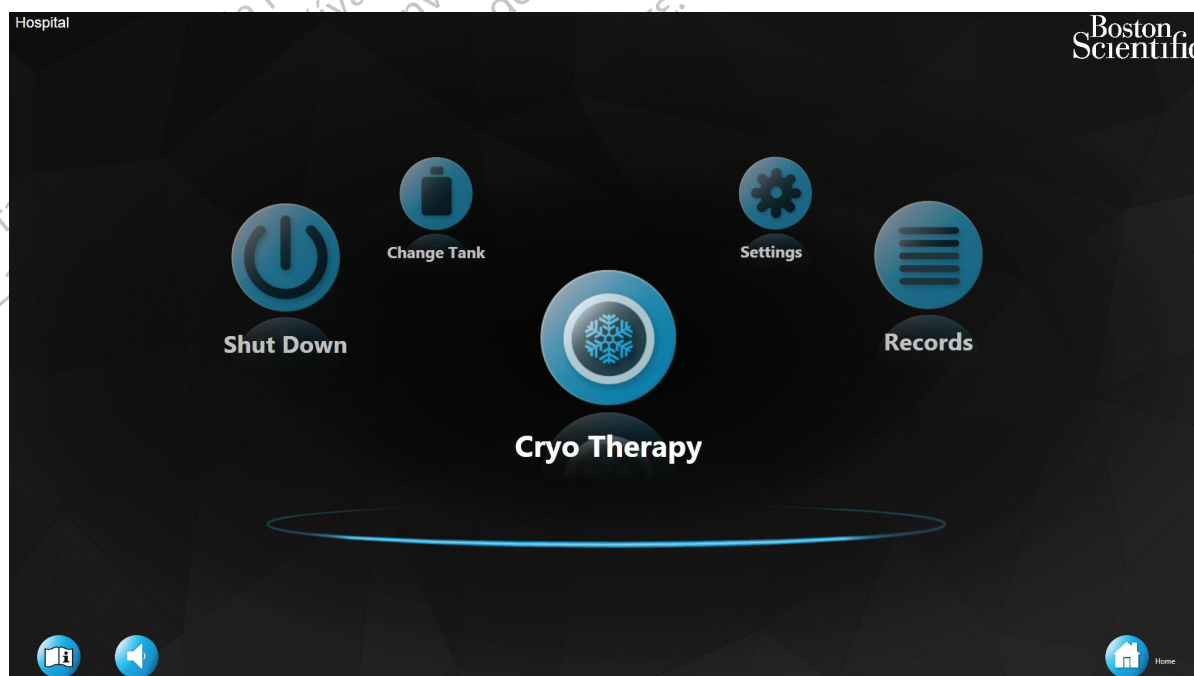 Hospital
Boston
Scientific
Change Tank
Settings
Shut Down
Records
Cryo Therapy
Home